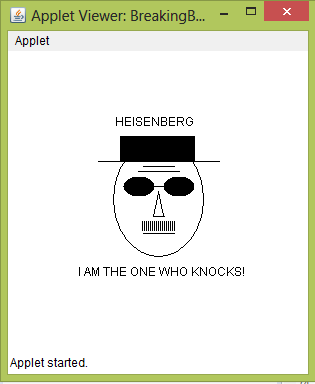 Applet Viewer: BreakingB...
Applet
HEISENBERG
I AM THE ONE WHO KNOCKS!
Applet started.